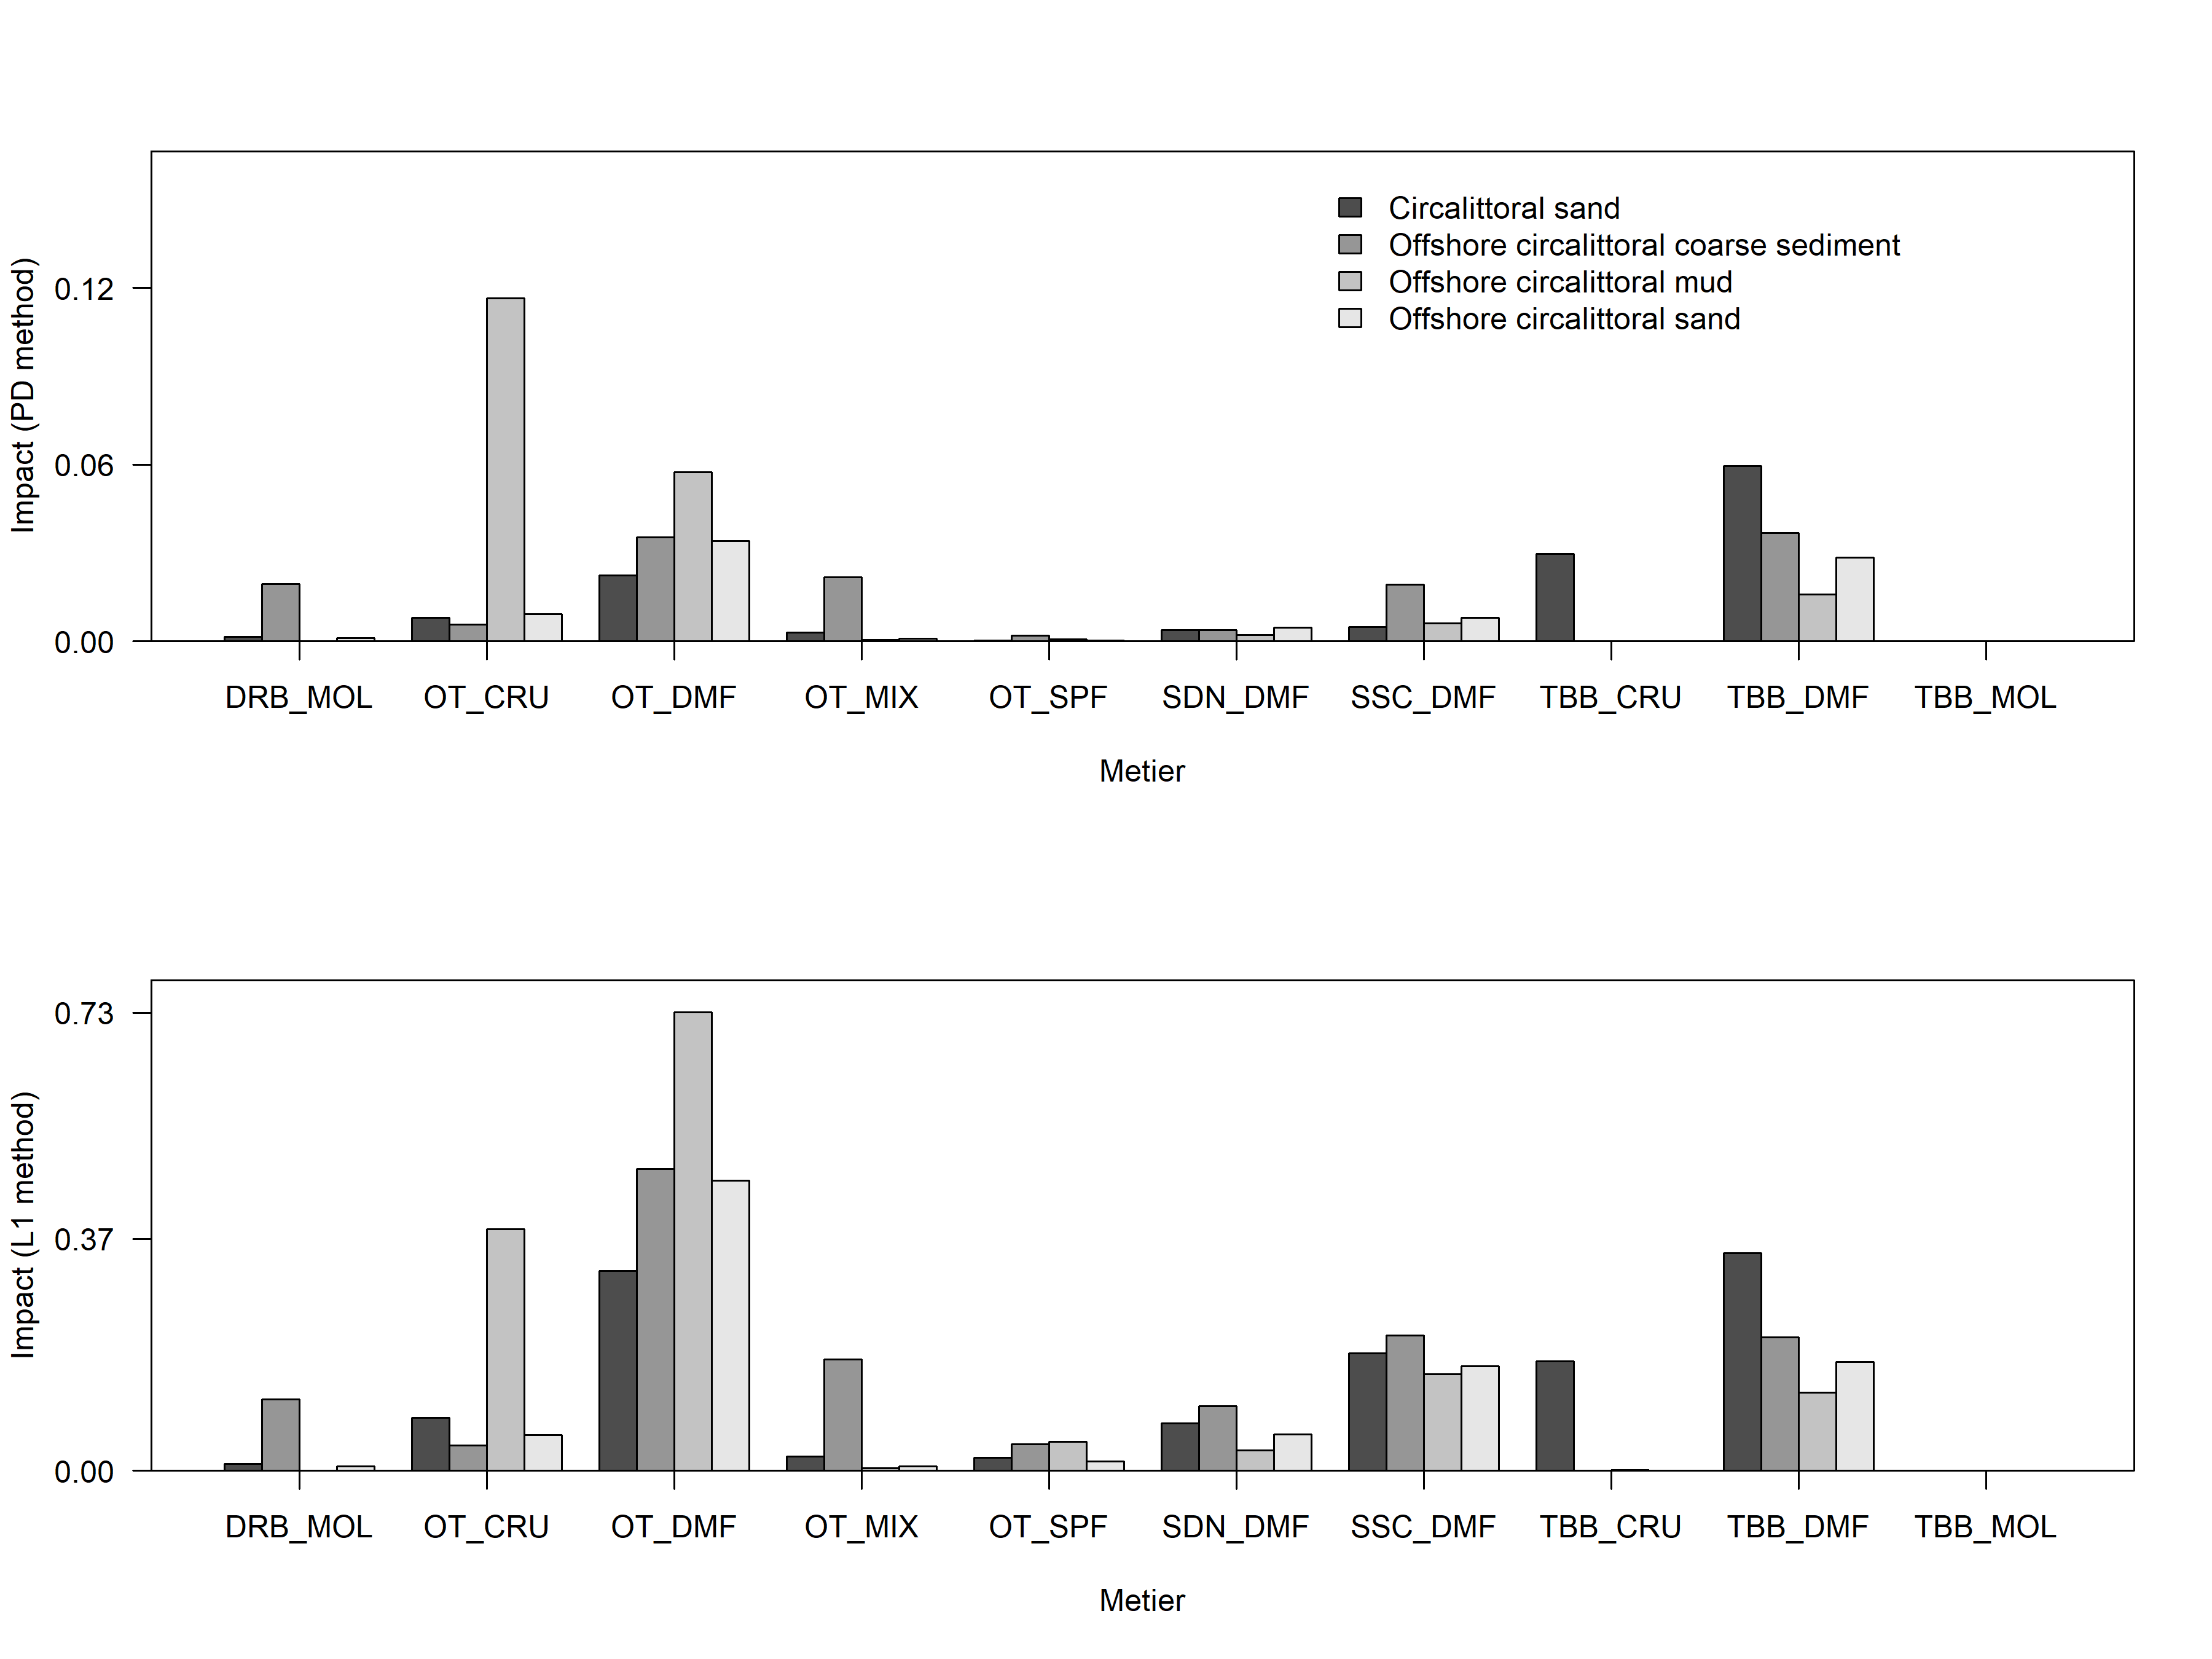 Impact (PD method)
0.12
0.06
0.00
Circalittoral sand
Offshore circalittoral coarse sediment
Offshore circalittoral mud
Offshore circalittoral sand
DRB_MOL OT_CRU OT_DMF OT_MIX OT_SPF SDN_DMF SSC_DMF TBB_CRU TBB_DMF TBB_MOL
Metier
Impact (L1 method)
0.73
0.37
0.00
DRB_MOL OT_CRU OT_DMF OT_MIX OT_SPF SDN_DMF SSC_DMF TBB_CRU TBB_DMF TBB_MOL
Metier